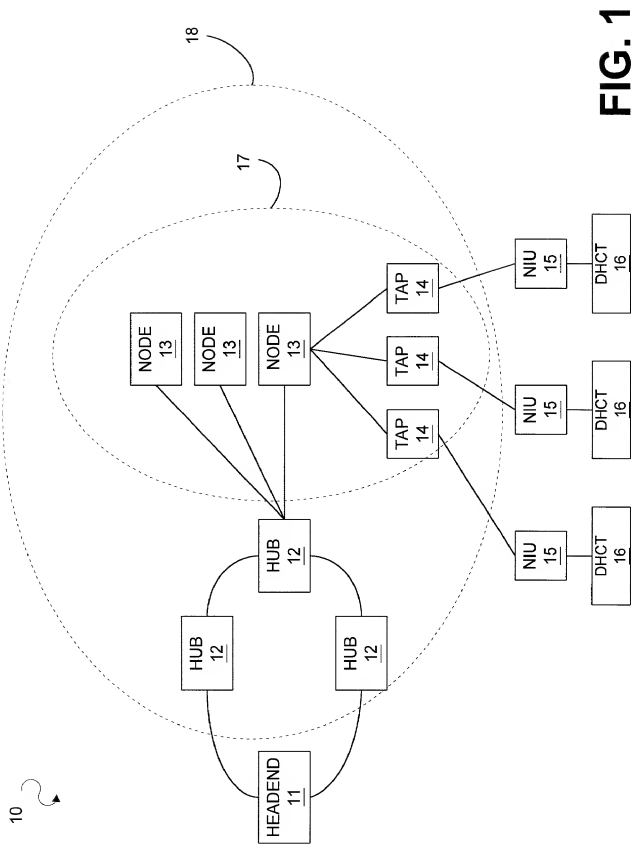 10
18
17
HEADEND
11
HUB
12
HUB
12
HUB
12
NODE
13
NODE
13
NODE
13
TAP
14
TAP
14
TAP
14
NIU
15
NIU
15
NIU
15
DHCT
16
DHCT
16
DHCT
16
FIG. 1